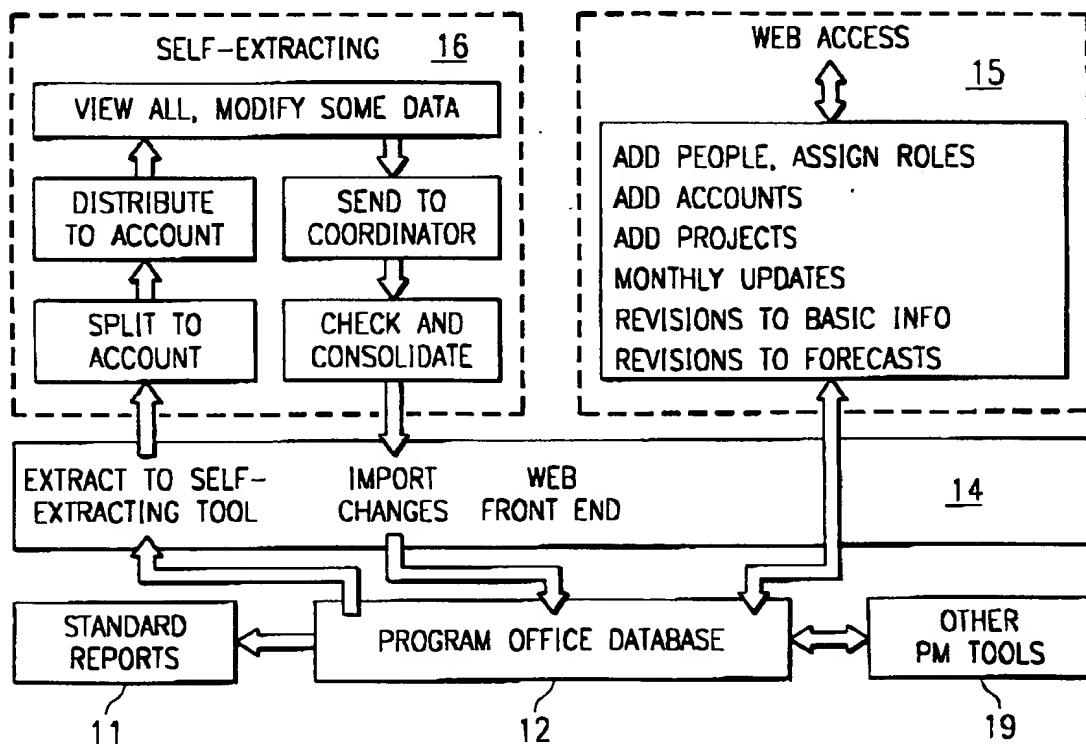 SELF-EXTRACTING 16
VIEW ALL, MODIFY SOME DATA
DISTRIBUTE
TO ACCOUNT
SEND TO
COORDINATOR
SPLIT TO
ACCOUNT
CHECK AND
CONSOLIDATE
WEB ACCESS
15
ADD PEOPLE, ASSIGN ROLES
ADD ACCOUNTS
ADD PROJECTS
MONTHLY UPDATES
REVISIONS TO BASIC INFO
REVISIONS TO FORECASTS
EXTRACT TO SELF-
EXTRACTING TOOL
IMPORT
CHANGES
WEB
FRONT END
14
STANDARD
REPORTS
PROGRAM OFFICE DATABASE
OTHER
PM TOOLS
11
12
19